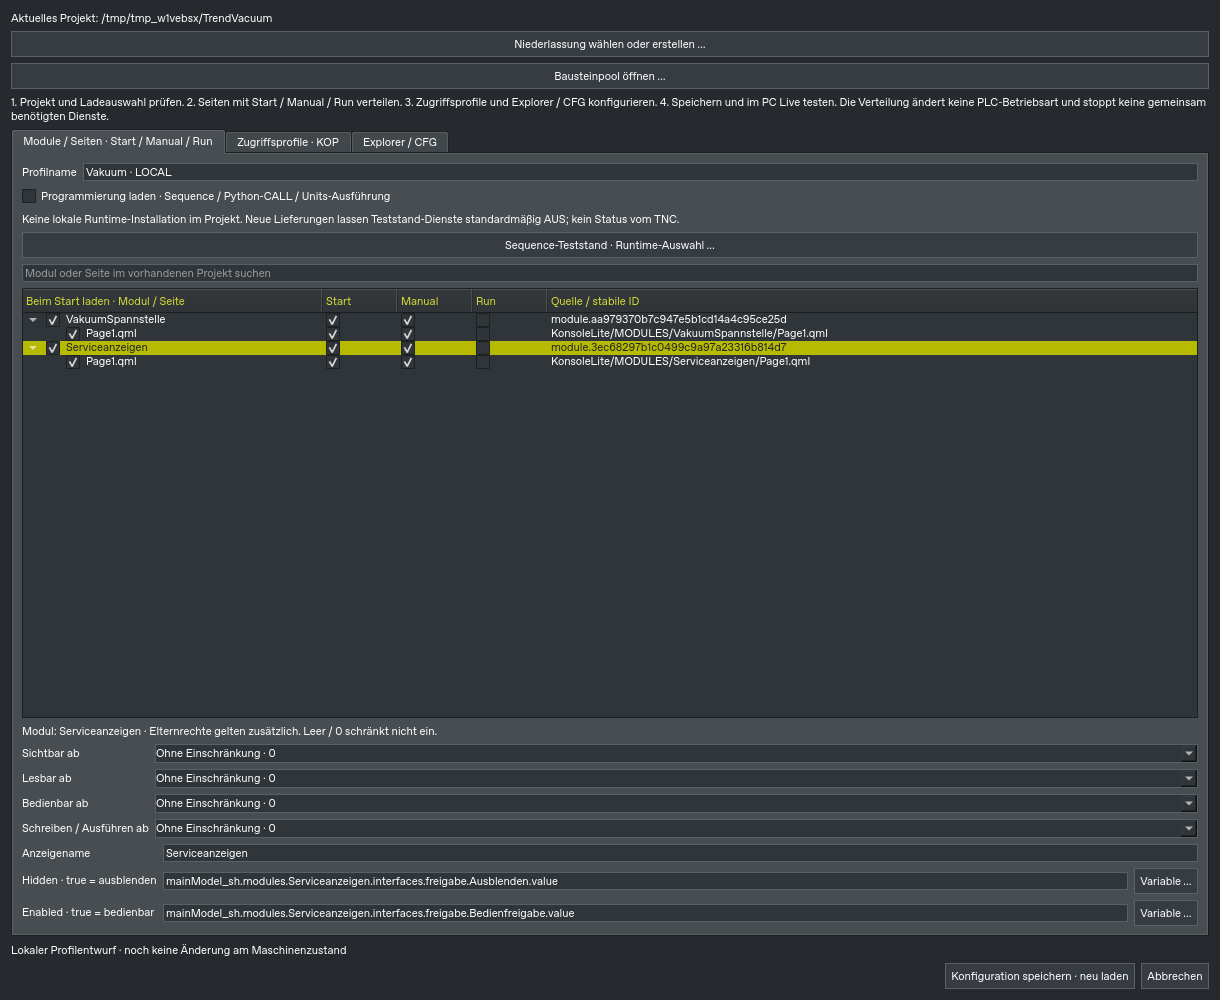 Aktuelles Projekt: /tmp/tmp_w1vebsx/TrendVacuum
Niederlassung wählen oder erstellen ...
Bausteinpool öffnen ...
1. Projekt und Ladeauswahl prüfen. 2. Seiten mit Start / Manual / Run verteilen. 3. Zugriffsprofile und Explorer / CFG konfigurieren. 4. Speichern und im PC Live testen. Die Verteilung ändert keine PLC-Betriebsart und stoppt keine gemeinsam
benötigten Dienste.
Module / Seiten · Start / Manual / Run Zugriffsprofile · KOP Explorer / CFG
Profilname Vakuum · LOCAL
Programmierung laden · Sequence / Python-CALL / Units-Ausführung
Keine lokale Runtime-Installation im Projekt. Neue Lieferungen lassen Teststand-Dienste standardmäßig AUS; kein Status vom TNC.
Sequence-Teststand · Runtime-Auswahl ...
Modul oder Seite im vorhandenen Projekt suchen
Beim Start laden · Modul / Seite Start Manual Run Quelle / stabile ID
VakuumSpannstelle module.aa979370b7c947e5b1cd14a4c95ce25d
Page1.qml KonsoleLite/MODULES/VakuumSpannstelle/Page1.qml
Serviceanzeigen module.3ec68297b1c0499c9a97a23316b814d7
Page1.qml KonsoleLite/MODULES/Serviceanzeigen/Page1.qml
Modul: Serviceanzeigen · Elternrechte gelten zusätzlich. Leer / 0 schränkt nicht ein.
Sichtbar ab Ohne Einschränkung · 0
Lesbar ab Ohne Einschränkung · 0
Bedienbar ab Ohne Einschränkung · 0
Schreiben / Ausführen ab Ohne Einschränkung · 0
Anzeigename Serviceanzeigen
Hidden · true = ausblenden mainModel_sh.modules.Serviceanzeigen.interfaces.freigabe.Ausblenden.value Variable ...
Enabled · true = bedienbar mainModel_sh.modules.Serviceanzeigen.interfaces.freigabe.Bedienfreigabe.value Variable ...
Lokaler Profilentwurf · noch keine Änderung am Maschinenzustand
Konfiguration speichern · neu laden Abbrechen